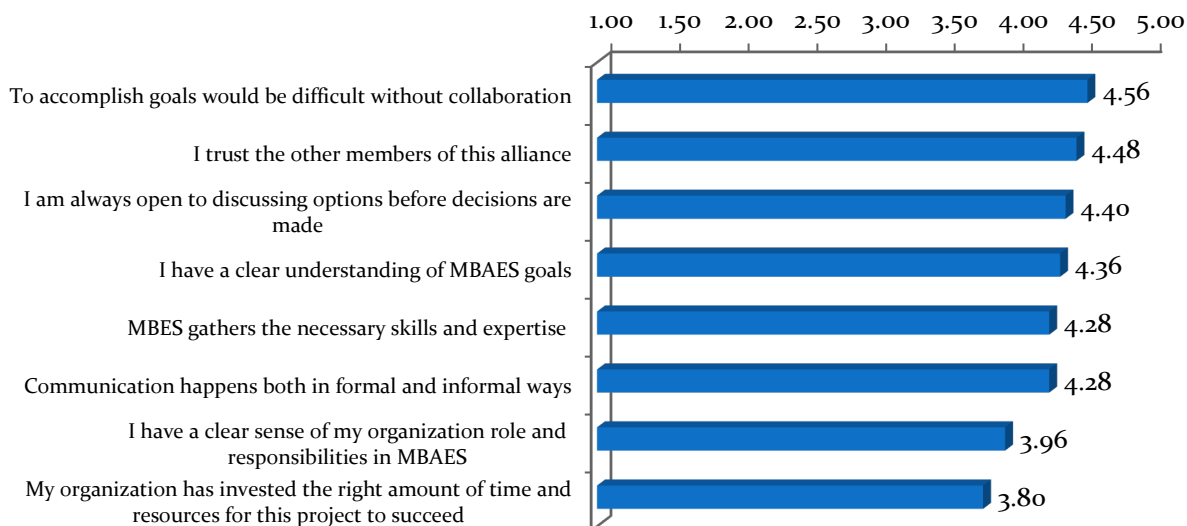 1.00 1.50 2.00 2.50 3.00 3.50 4.00 4.50 5.00
To accomplish goals would be difficult without collaboration 4.56
I trust the other members of this alliance 4.48
I am always open to discussing options before decisions are
made 4.40
I have a clear understanding of MBAES goals 4.36
MBES gathers the necessary skills and expertise 4.28
Communication happens both in formal and informal ways 4.28
I have a clear sense of my organization role and
responsibilities in MBAES 3.96
My organization has invested the right amount of time and
resources for this project to succeed 3.80